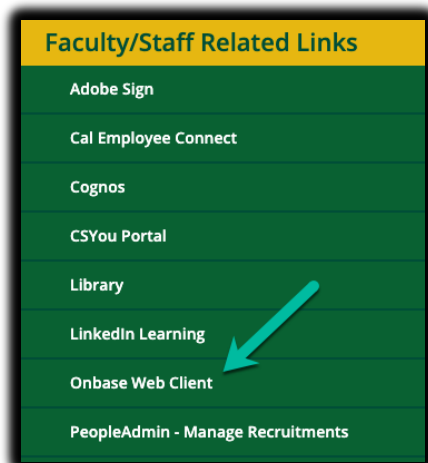 Faculty/Staff Related Links
Adobe Sign
Cal Employee Connect
Cognos
CSYou Portal
Library
LinkedIn Learning
Onbase Web Client
PeopleAdmin - Manage Recruitments